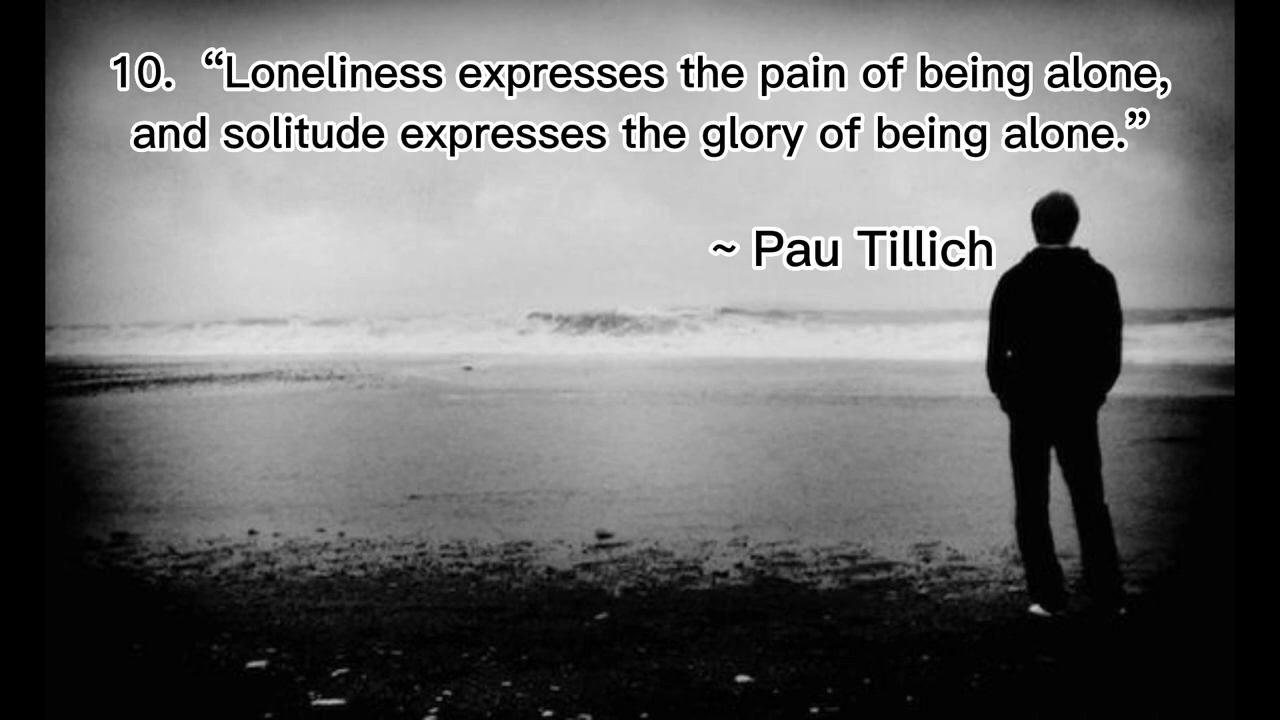 10. “Loneliness expresses the pain of being alone,
and solitude expresses the glory of being alone.”
~ Pau Tillich